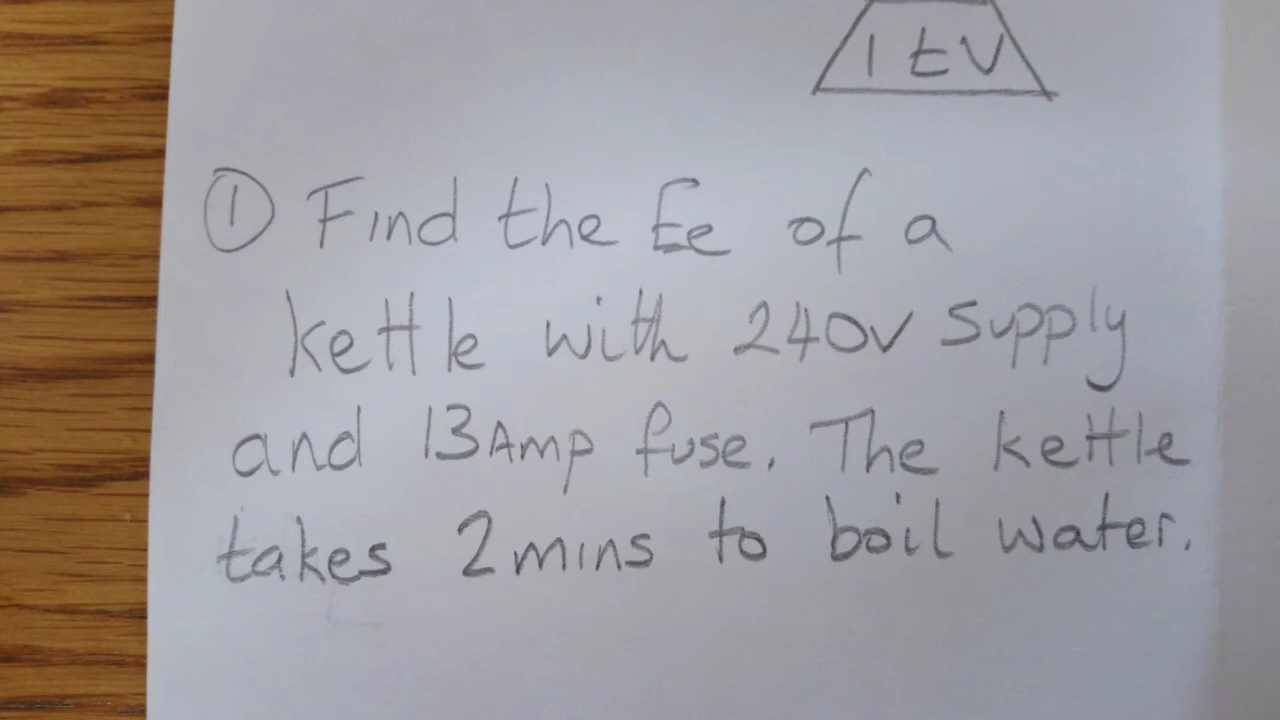 I t V
① Find the Ee of a
kettle with 240v supply
and 13Amp fuse. The kettle
takes 2mins to boil water.